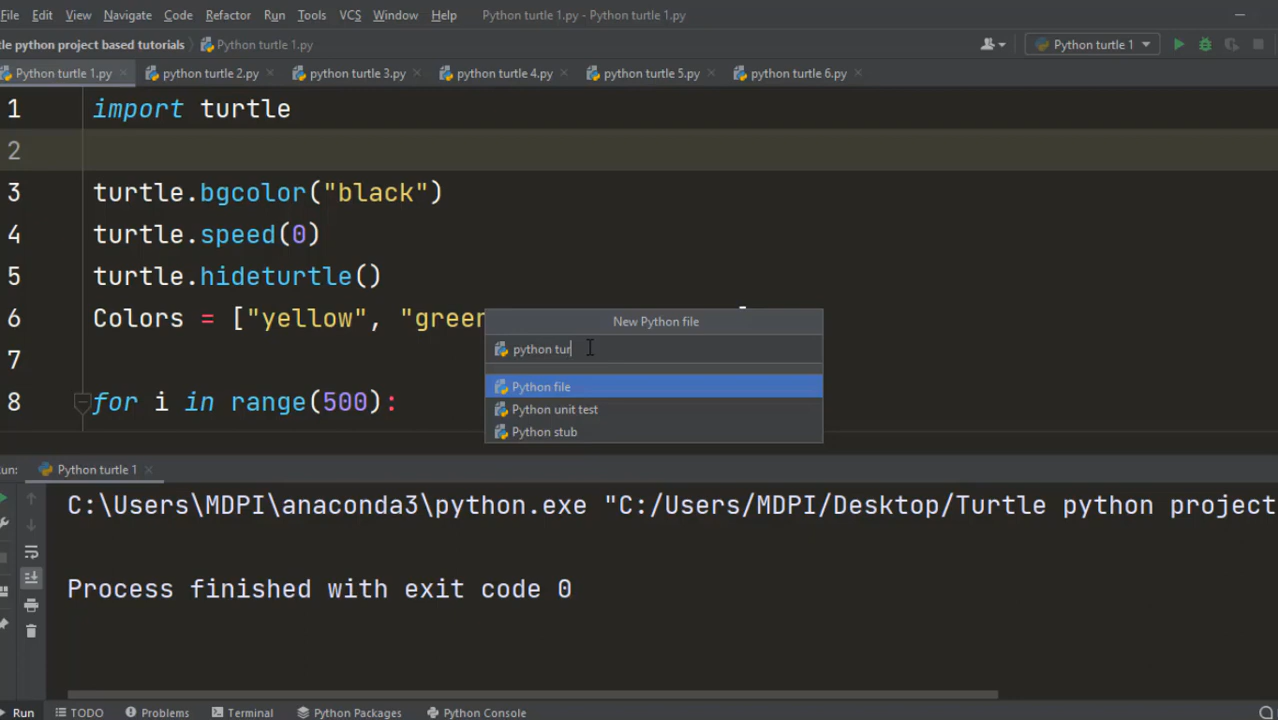 File Edit View Navigate Code Refactor Run Tools VCS Window Help Python turtle 1.py - Python turtle 1.py
tle python project based tutorials Python turtle 1.py Python turtle 1
Python turtle 1.py python turtle 2.py python turtle 3.py python turtle 4.py python turtle 5.py python turtle 6.py
1 import turtle
2
3 turtle.bgcolor("black")
4 turtle.speed(0)
5 turtle.hideturtle()
6 Colors = ["yellow", "green
7
8 for i in range(500):
New Python file
python tur
Python file
Python unit test
Python stub
un: Python turtle 1
C:\Users\MDPI\anaconda3\python.exe "C:/Users/MDPI/Desktop/Turtle python project
Process finished with exit code 0
Run TODO Problems Terminal Python Packages Python Console